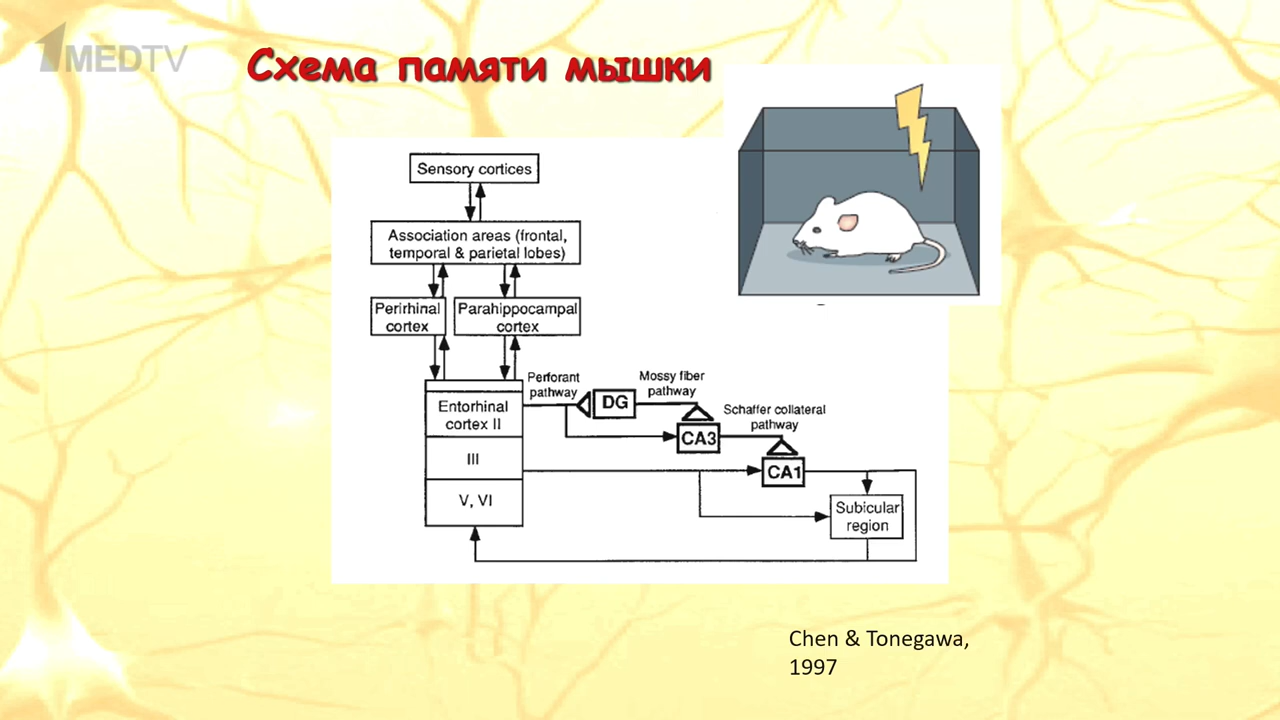 1MEDTV
Схема памяти мышки
Sensory cortices
Association areas (frontal,
temporal & parietal lobes)
Perirhinal
cortex
Parahippocampal
cortex
Perforant
pathway
Mossy fiber
pathway
DG
Schaffer collateral
pathway
Entorhinal
cortex II
CA3
III
CA1
V, VI
Subicular
region
Chen & Tonegawa,
1997